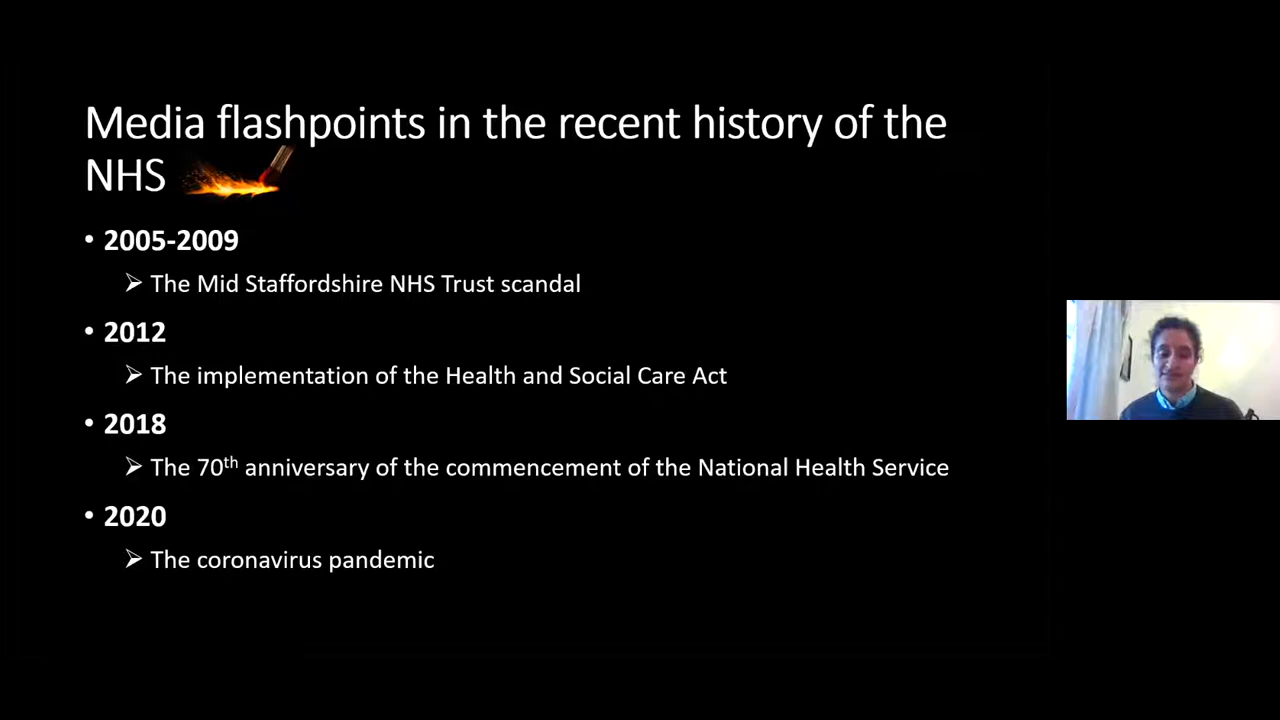 Media flashpoints in the recent history of the
NHS
• 2005-2009
➢ The Mid Staffordshire NHS Trust scandal
• 2012
➢ The implementation of the Health and Social Care Act
• 2018
➢ The 70th anniversary of the commencement of the National Health Service
• 2020
➢ The coronavirus pandemic